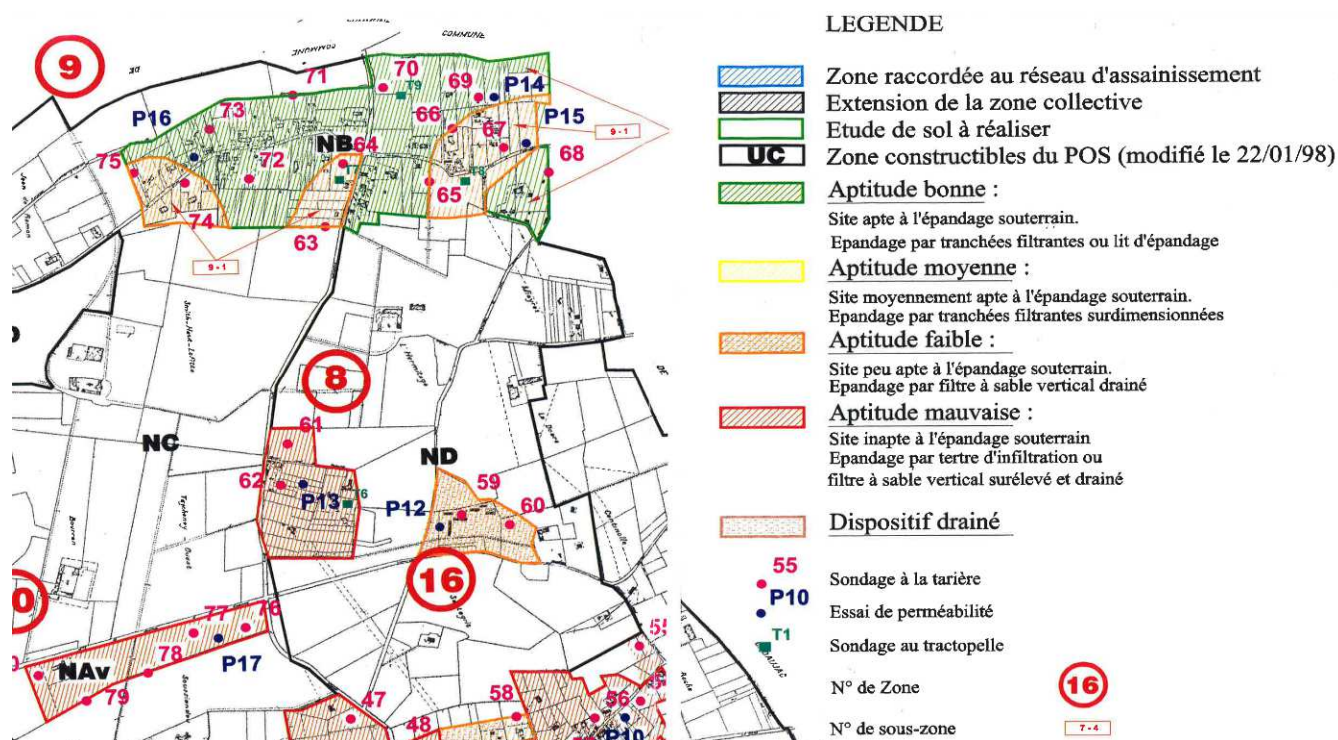 COMMUNE
DE
COMMUNE
9
71
70
T9
69
P14
P15
P16
73
66
67
9-1
68
NB
64
75
72
T7
T8
65
74
63
9-1
8
NC
61
ND
62
P13
T6
59
P12
60
16
77
76
78
P17
NAv
79
47
48
58
56
P10
LEGENDE
Zone raccordée au réseau d'assainissement
Extension de la zone collective
Etude de sol à réaliser
UC Zone constructibles du POS (modifié le 22/01/98)
Aptitude bonne :
Site apte à l'épandage souterrain.
Epandage par tranchées filtrantes ou lit d'épandage
Aptitude moyenne :
Site moyennement apte à l'épandage souterrain.
Epandage par tranchées filtrantes surdimensionnées
Aptitude faible :
Site peu apte à l'épandage souterrain.
Epandage par filtre à sable vertical drainé
Aptitude mauvaise :
Site inapte à l'épandage souterrain
Epandage par tertre d'infiltration ou
filtre à sable vertical surélevé et drainé
Dispositif drainé
55 Sondage à la tarière
P10 Essai de perméabilité
T1 Sondage au tractopelle
N° de Zone 16
N° de sous-zone 7-4